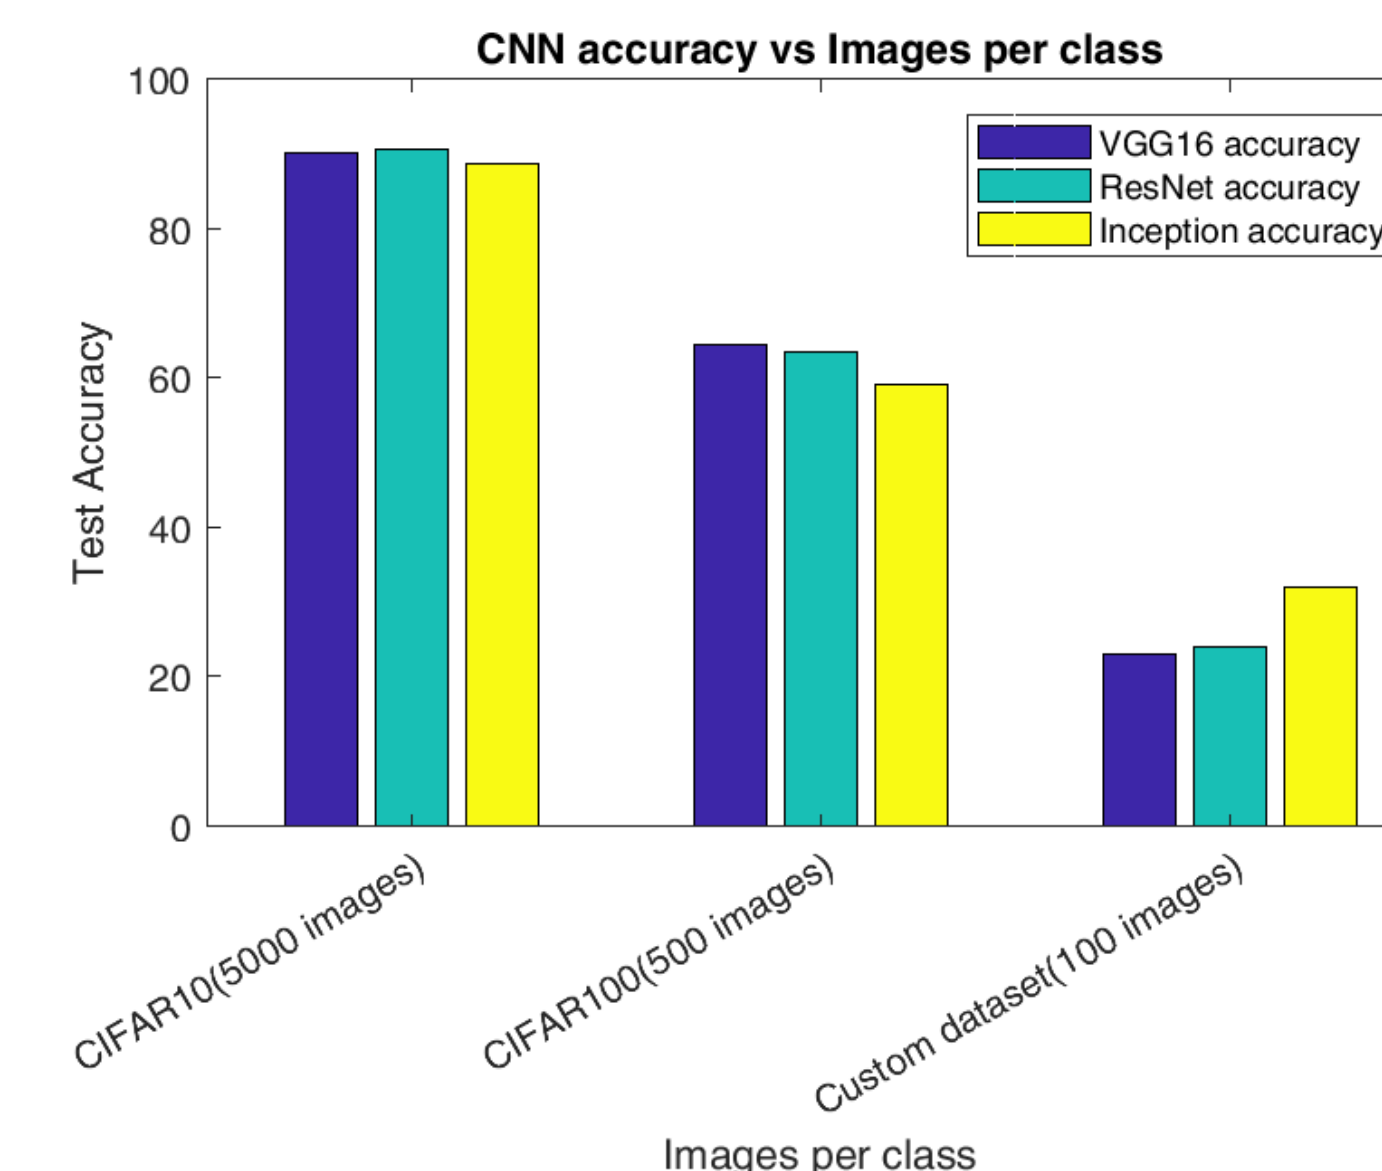 CNN accuracy vs Images per class
100
80
60
40
20
0
Test Accuracy
VGG16 accuracy
ResNet accuracy
Inception accuracy
CIFAR10(5000 images)
CIFAR100(500 images)
Custom dataset(100 images)
Images per class